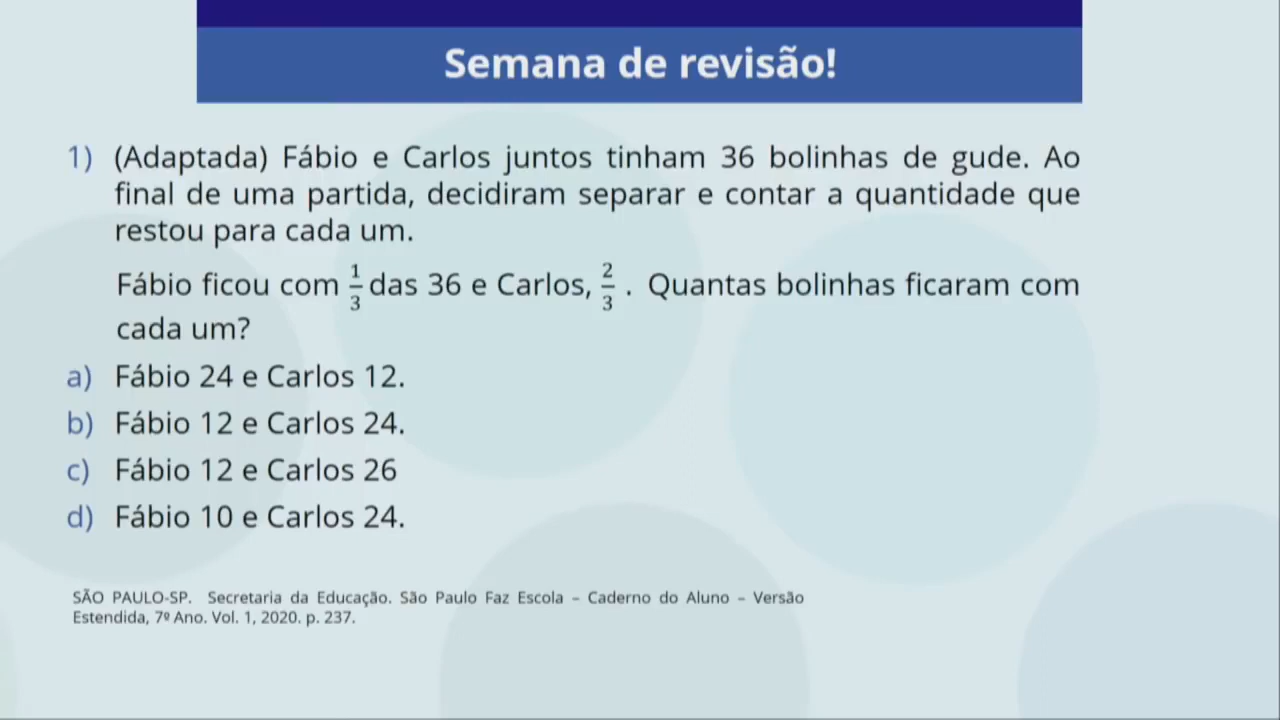 Semana de revisão!
1) (Adaptada) Fábio e Carlos juntos tinham 36 bolinhas de gude. Ao
final de uma partida, decidiram separar e contar a quantidade que
restou para cada um.
Fábio ficou com 1/3 das 36 e Carlos, 2/3 . Quantas bolinhas ficaram com
cada um?
a) Fábio 24 e Carlos 12.
b) Fábio 12 e Carlos 24.
c) Fábio 12 e Carlos 26
d) Fábio 10 e Carlos 24.
SÃO PAULO-SP. Secretaria da Educação. São Paulo Faz Escola – Caderno do Aluno – Versão
Estendida, 7º Ano. Vol. 1, 2020. p. 237.